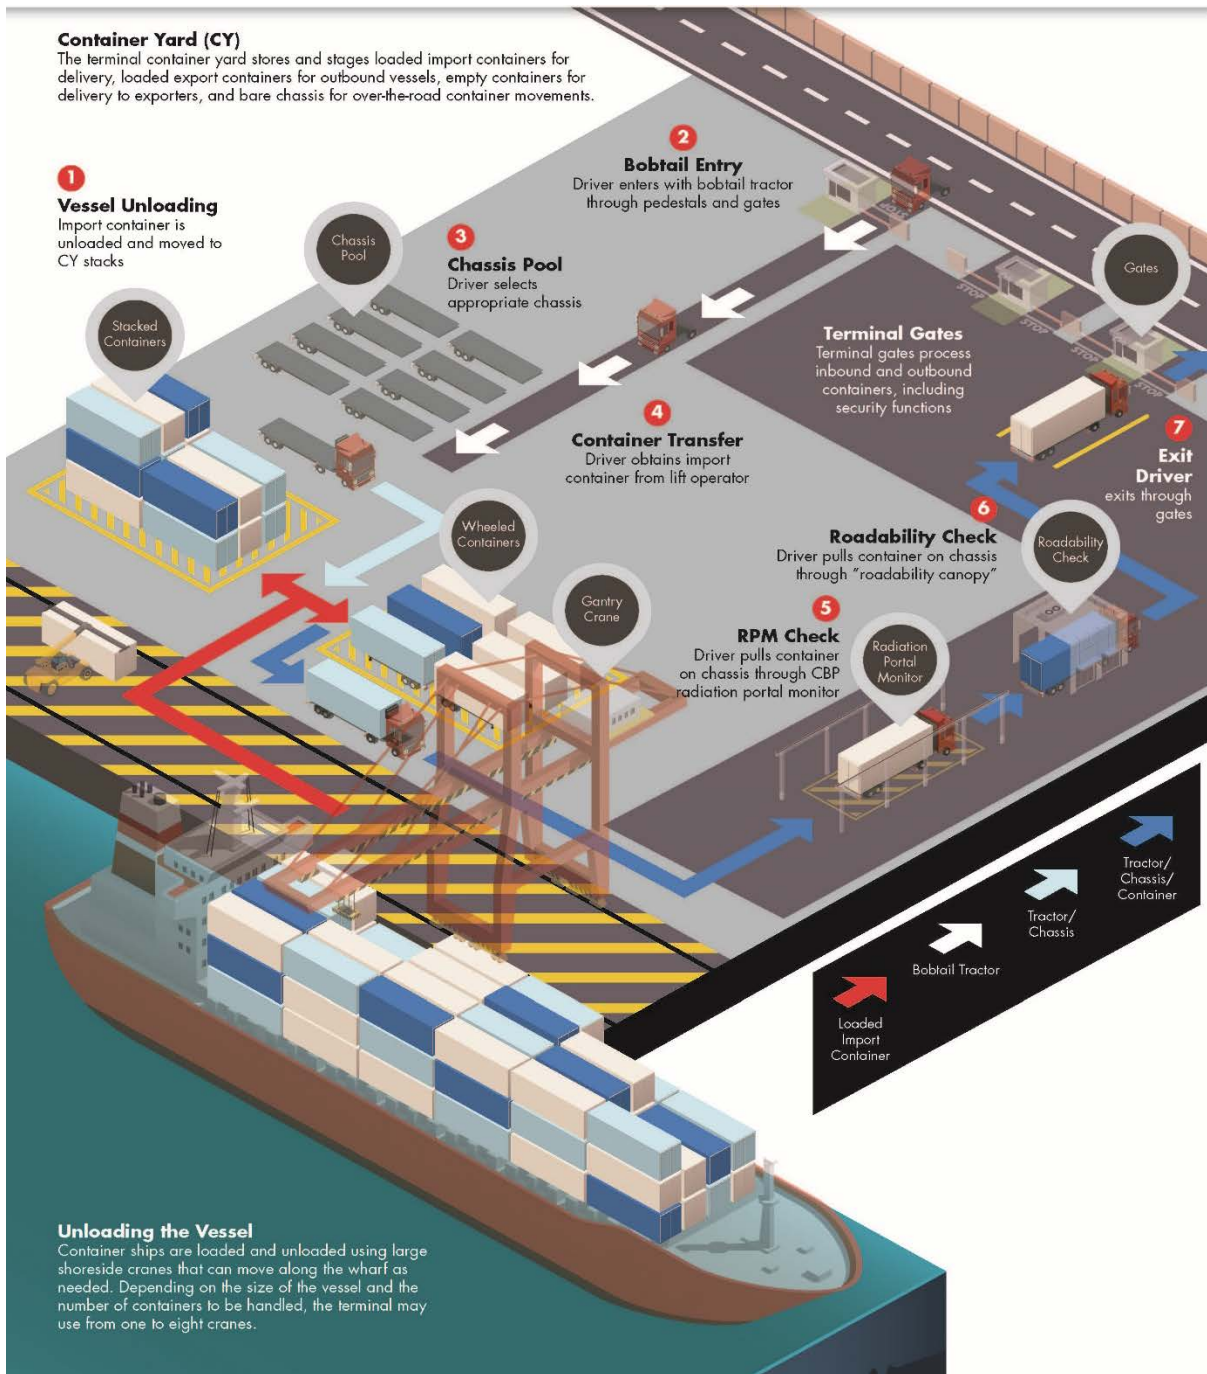 Container Yard (CY)
The terminal container yard stores and stages loaded import containers for
delivery, loaded export containers for outbound vessels, empty containers for
delivery to exporters, and bare chassis for over-the-road container movements.
1
Vessel Unloading
Import container is
unloaded and moved to
CY stacks
2
Bobtail Entry
Driver enters with bobtail tractor
through pedestals and gates
STOP
Chassis
Pool
3
Chassis Pool
Driver selects
appropriate chassis
Gates
STOP
STOP
STOP
STOP
Stacked
Containers
Terminal Gates
Terminal gates process
inbound and outbound
containers, including
security functions
4
Container Transfer
Driver obtains import
container from lift operator
7
Exit
Driver
exits through
gates
Wheeled
Containers
6
Roadability Check
Driver pulls container on chassis
through “roadability canopy”
Roadability
Check
Gantry
Crane
5
RPM Check
Driver pulls container
on chassis through CBP
radiation portal monitor
Radiation
Portal
Monitor
Tractor/
Chassis/
Container
Tractor/
Chassis
Bobtail Tractor
Loaded
Import
Container
Unloading the Vessel
Container ships are loaded and unloaded using large
shoreside cranes that can move along the wharf as
needed. Depending on the size of the vessel and the
number of containers to be handled, the terminal may
use from one to eight cranes.